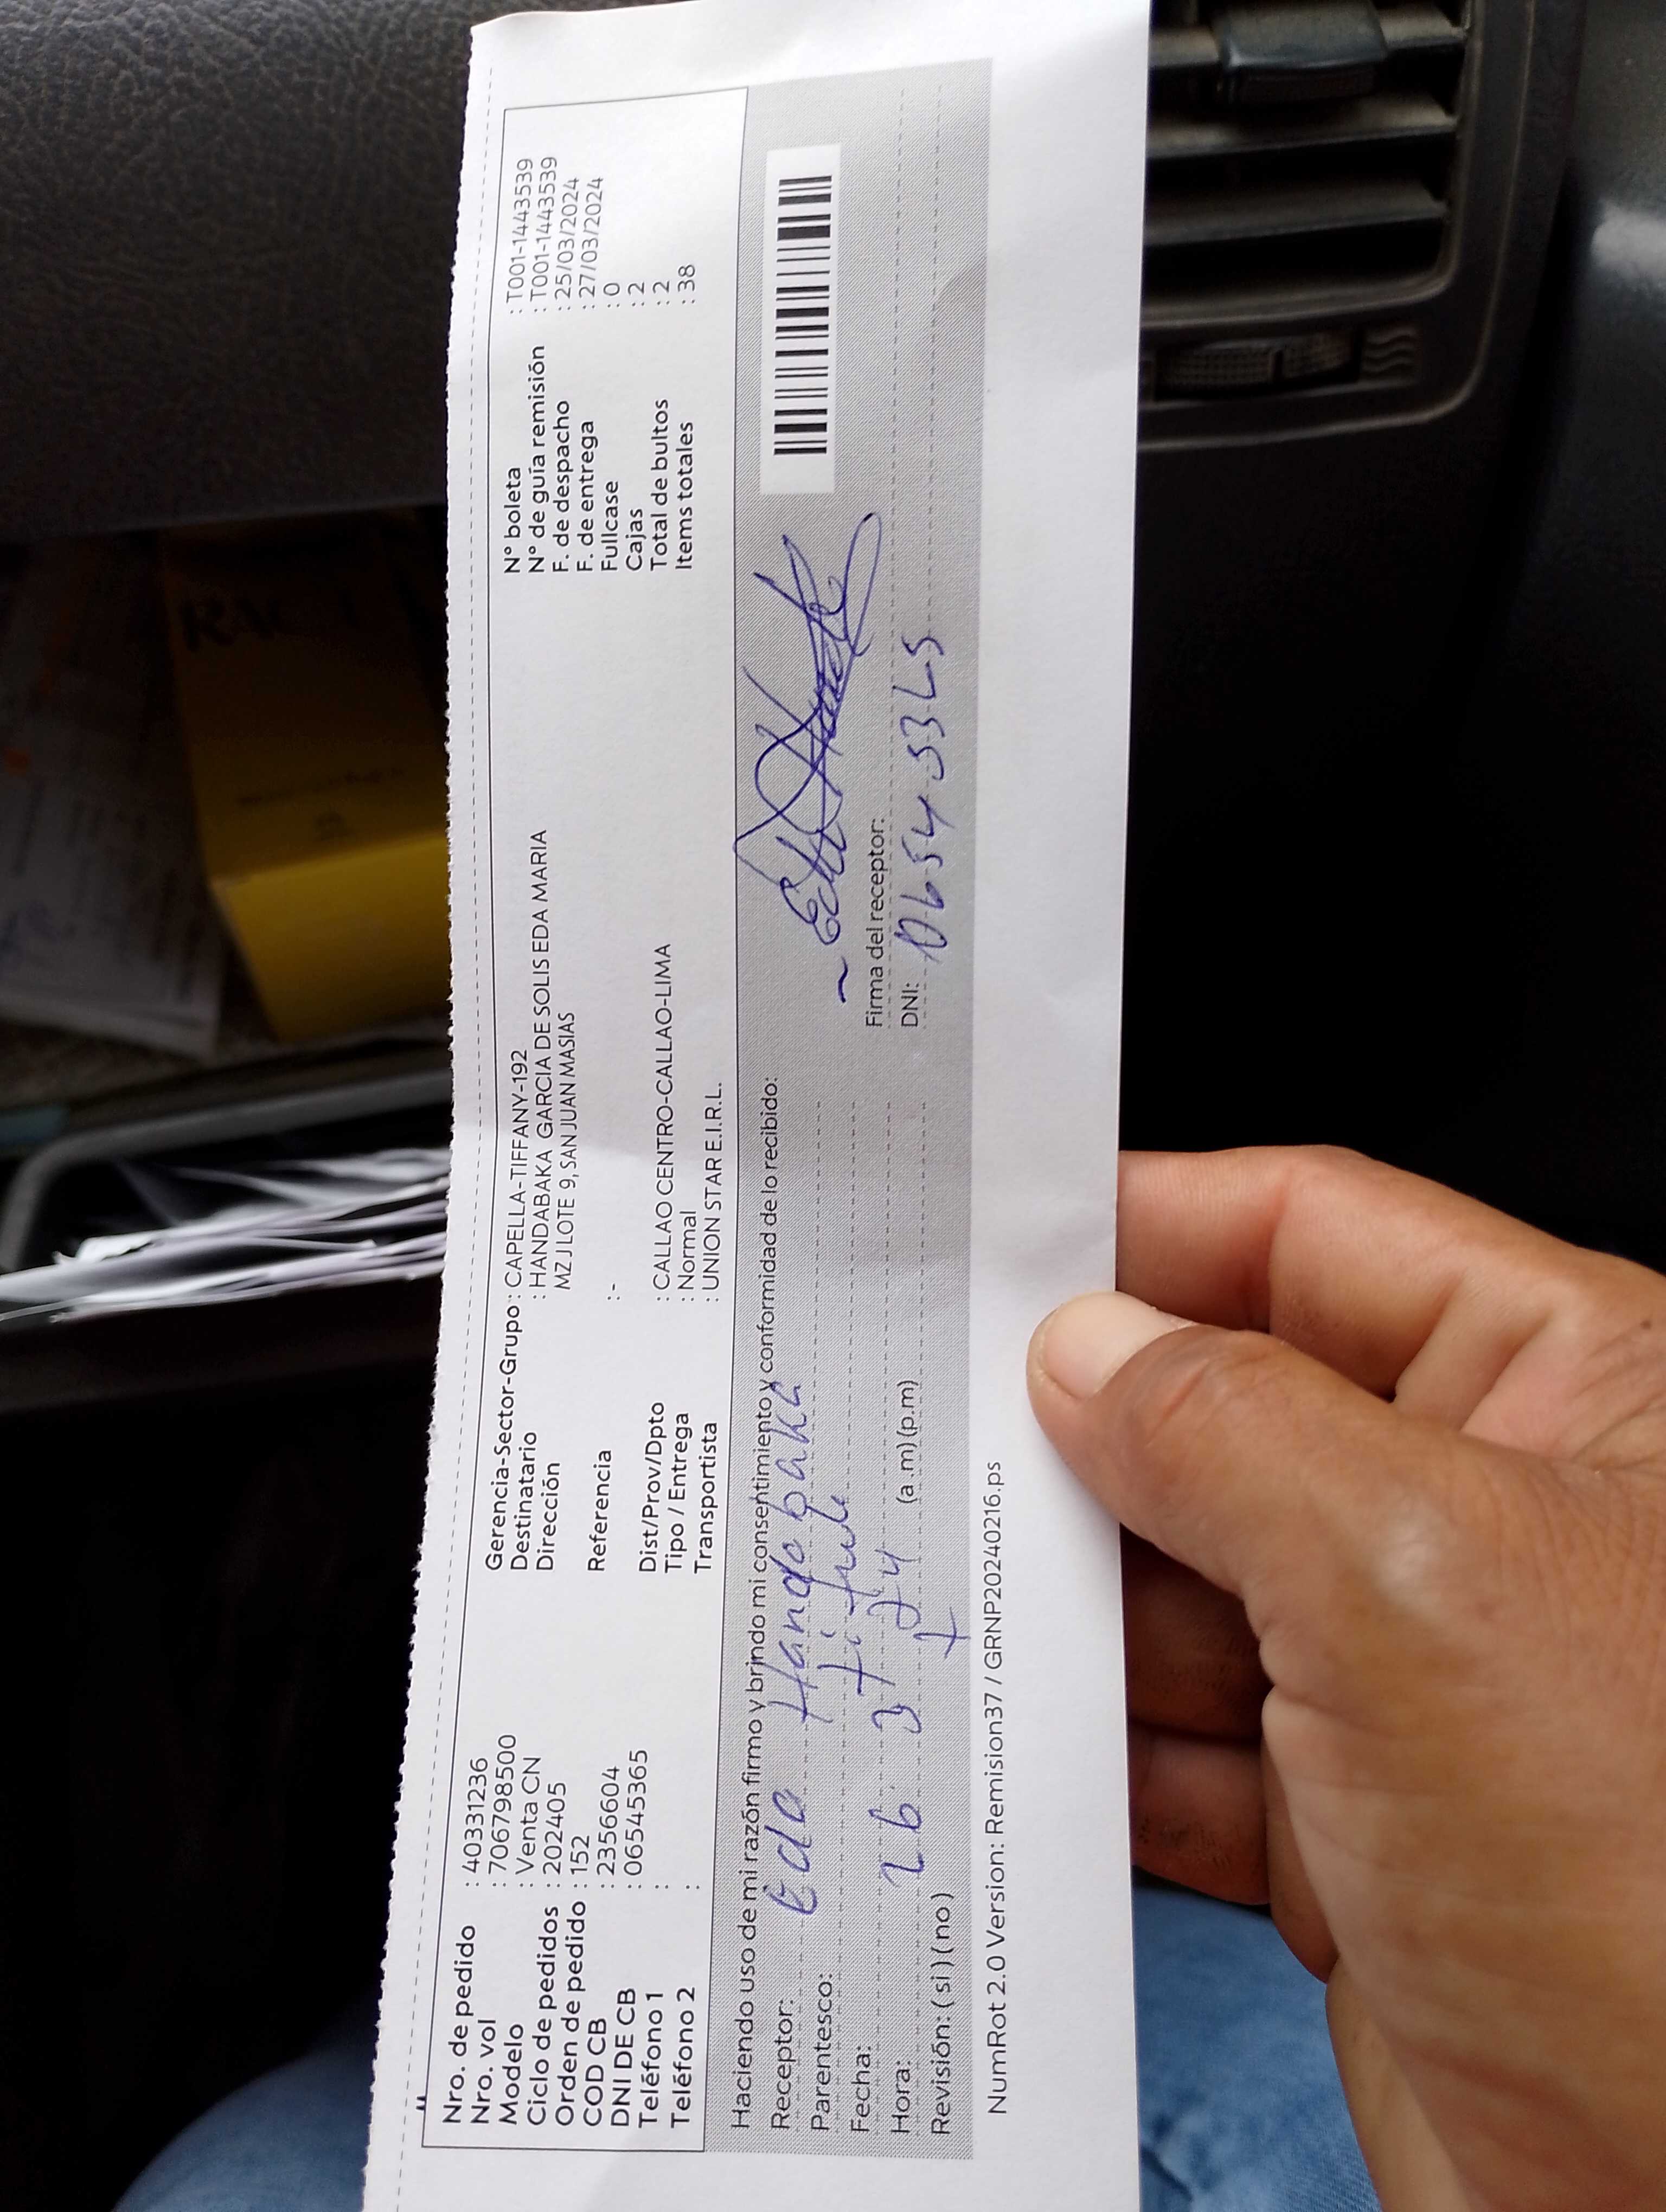 Nro. de pedido : 40331236
Nro. vol : 706798500
Modelo : Venta CN
Ciclo de pedidos : 202405
Orden de pedido : 152
COD CB : 2356604
DNI DE CB : 06545365
Teléfono 1 :
Teléfono 2 :
Gerencia-Sector-Grupo : CAPELLA-TIFFANY-192
Destinatario : HANDABAKA GARCIA DE SOLIS EDA MARIA
Dirección MZ J LOTE 9, SAN JUAN MASIAS
Referencia : -
Dist/Prov/Dpto : CALLAO CENTRO-CALLAO-LIMA
Tipo / Entrega : Normal
Transportista : UNION STAR E.I.R.L.
N° boleta : T001-1443539
N° de guía remisión : T001-1443539
F. de despacho : 25/03/2024
F. de entrega : 27/03/2024
Fullcase : 0
Cajas : 2
Total de bultos : 2
Items totales : 38
Haciendo uso de mi razón firmo y brindo mi consentimiento y conformidad de lo recibido:
Receptor: Eda Handabaka
Parentesco: Titular
Fecha: 26 3 24
Hora: (a.m) (p.m)
Revisión: ( si ) ( no )
Firma del receptor:
DNI:
NumRot 2.0 Version: Remision37 / GRNP20240216.ps